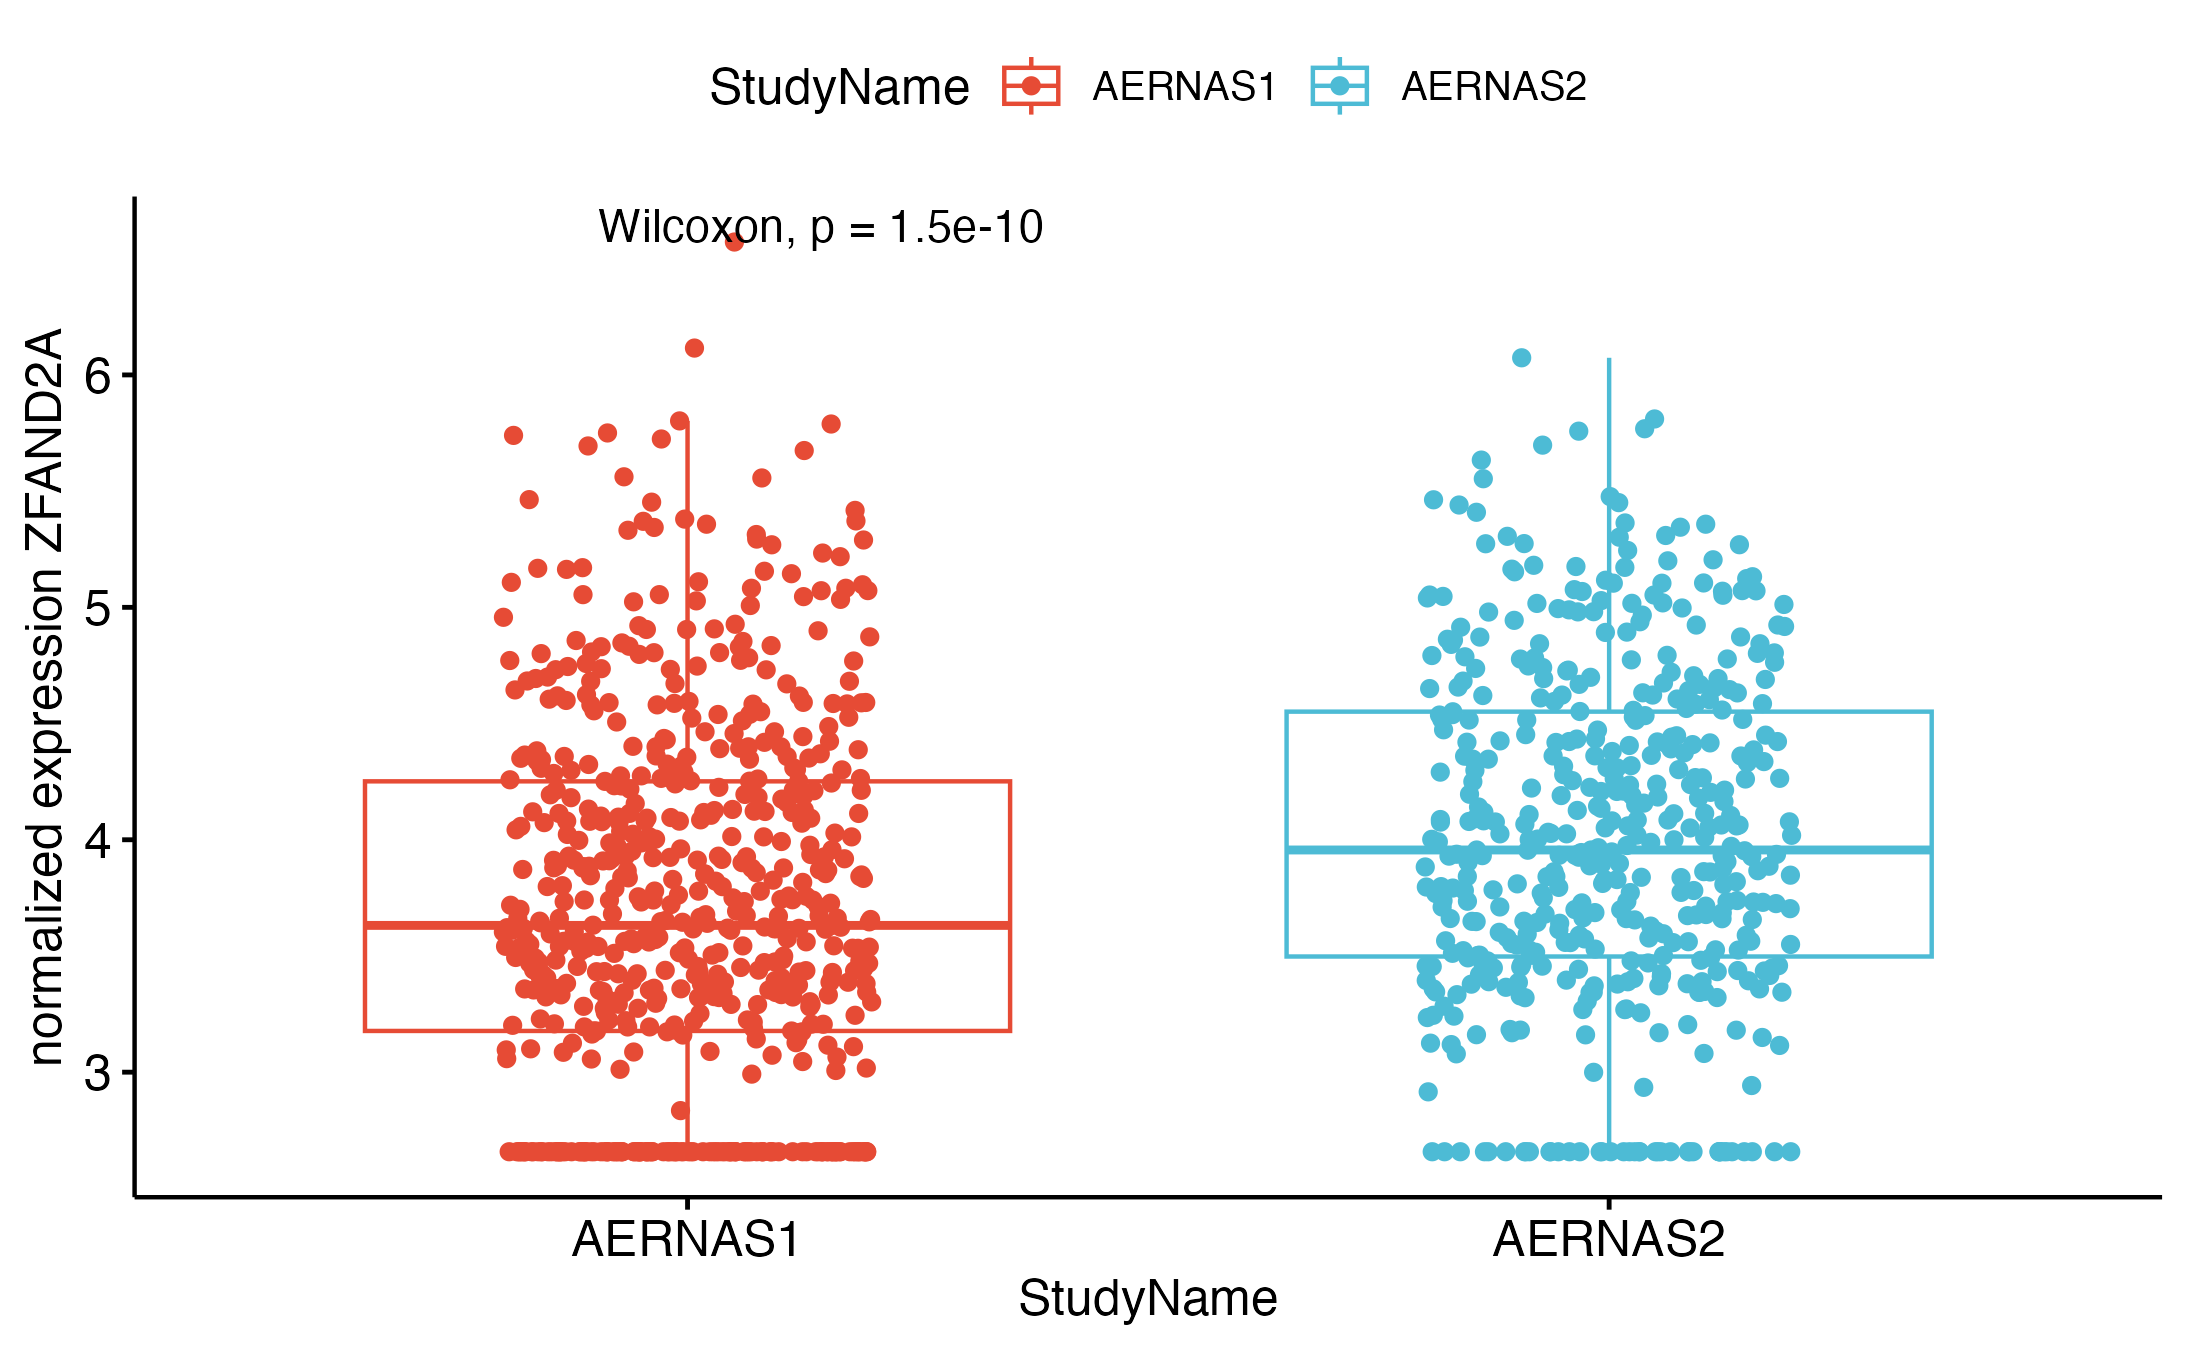 StudyName AERNAS1 AERNAS2
Wilcoxon, p = 1.5e-10
normalized expression ZFAND2A
6
5
4
3
AERNAS1 AERNAS2
StudyName